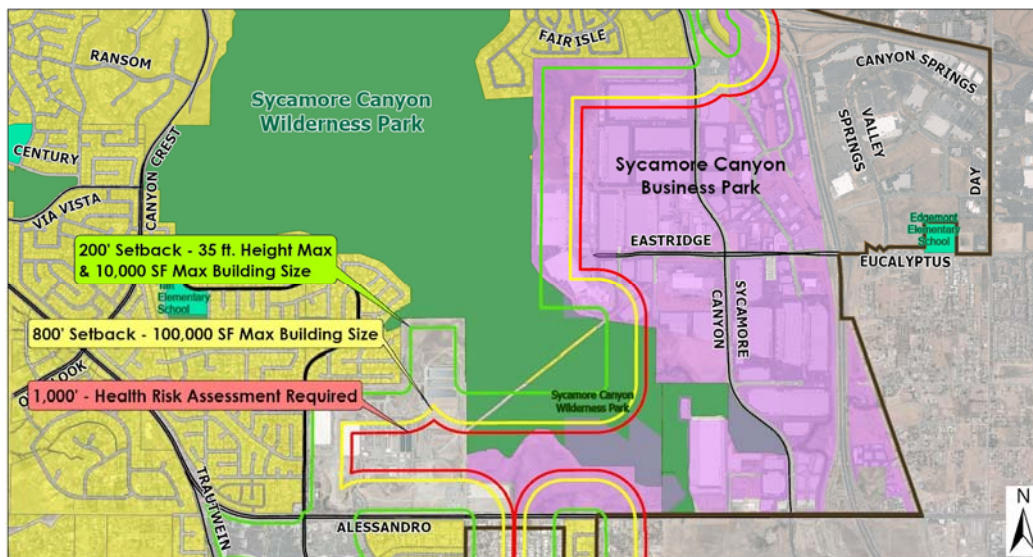 RANSOM
FAIR ISLE
CANYON SPRINGS
Sycamore Canyon
Wilderness Park
VALLEY
SPRINGS
CENTURY
CANYON CREST
Sycamore Canyon
Business Park
DAY
VIA VISTA
Edgemont
Elementary
School
200' Setback - 35 ft. Height Max
& 10,000 SF Max Building Size
EASTRIDGE
EUCALYPTUS
Elementary
School
SYCAMORE
CANYON
800' Setback - 100,000 SF Max Building Size
LOOK
1,000' - Health Risk Assessment Required
Sycamore Canyon
Wilderness Park
TRAUTWEIN
ALESSANDRO
N